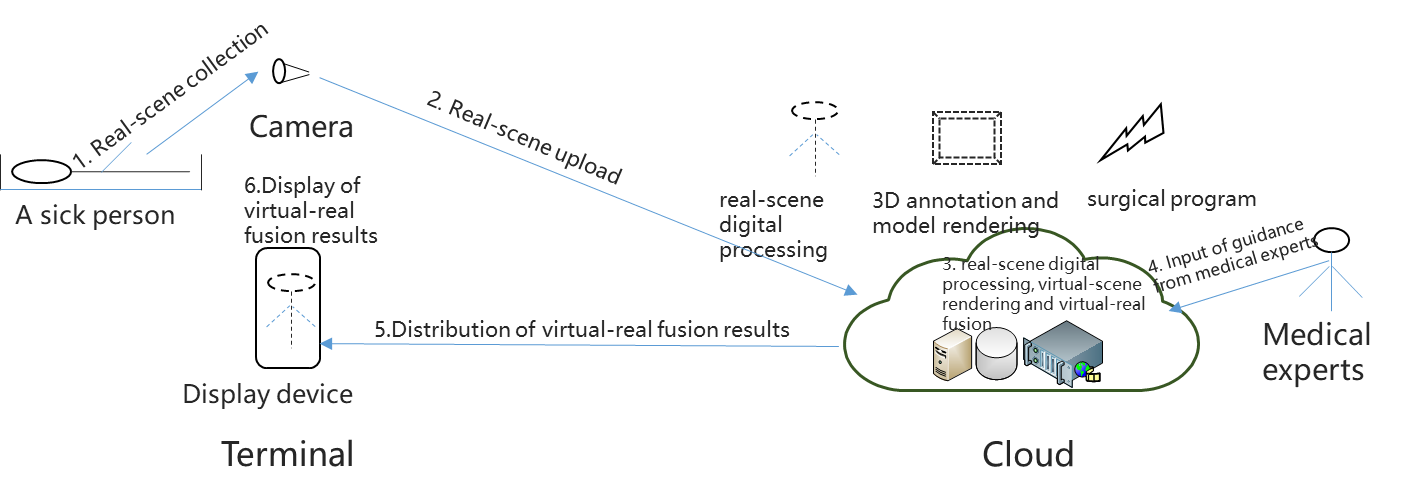 1. Real-scene collection
Camera
2. Real-scene upload
A sick person
6.Display of
virtual-real
fusion results
real-scene
digital
processing
3D annotation and
model rendering
surgical program
4. Input of guidance
from medical experts
3. real-scene digital
processing, virtual-scene
rendering and virtual-real
fusion
5.Distribution of virtual-real fusion results
Display device
Medical
experts
Terminal
Cloud